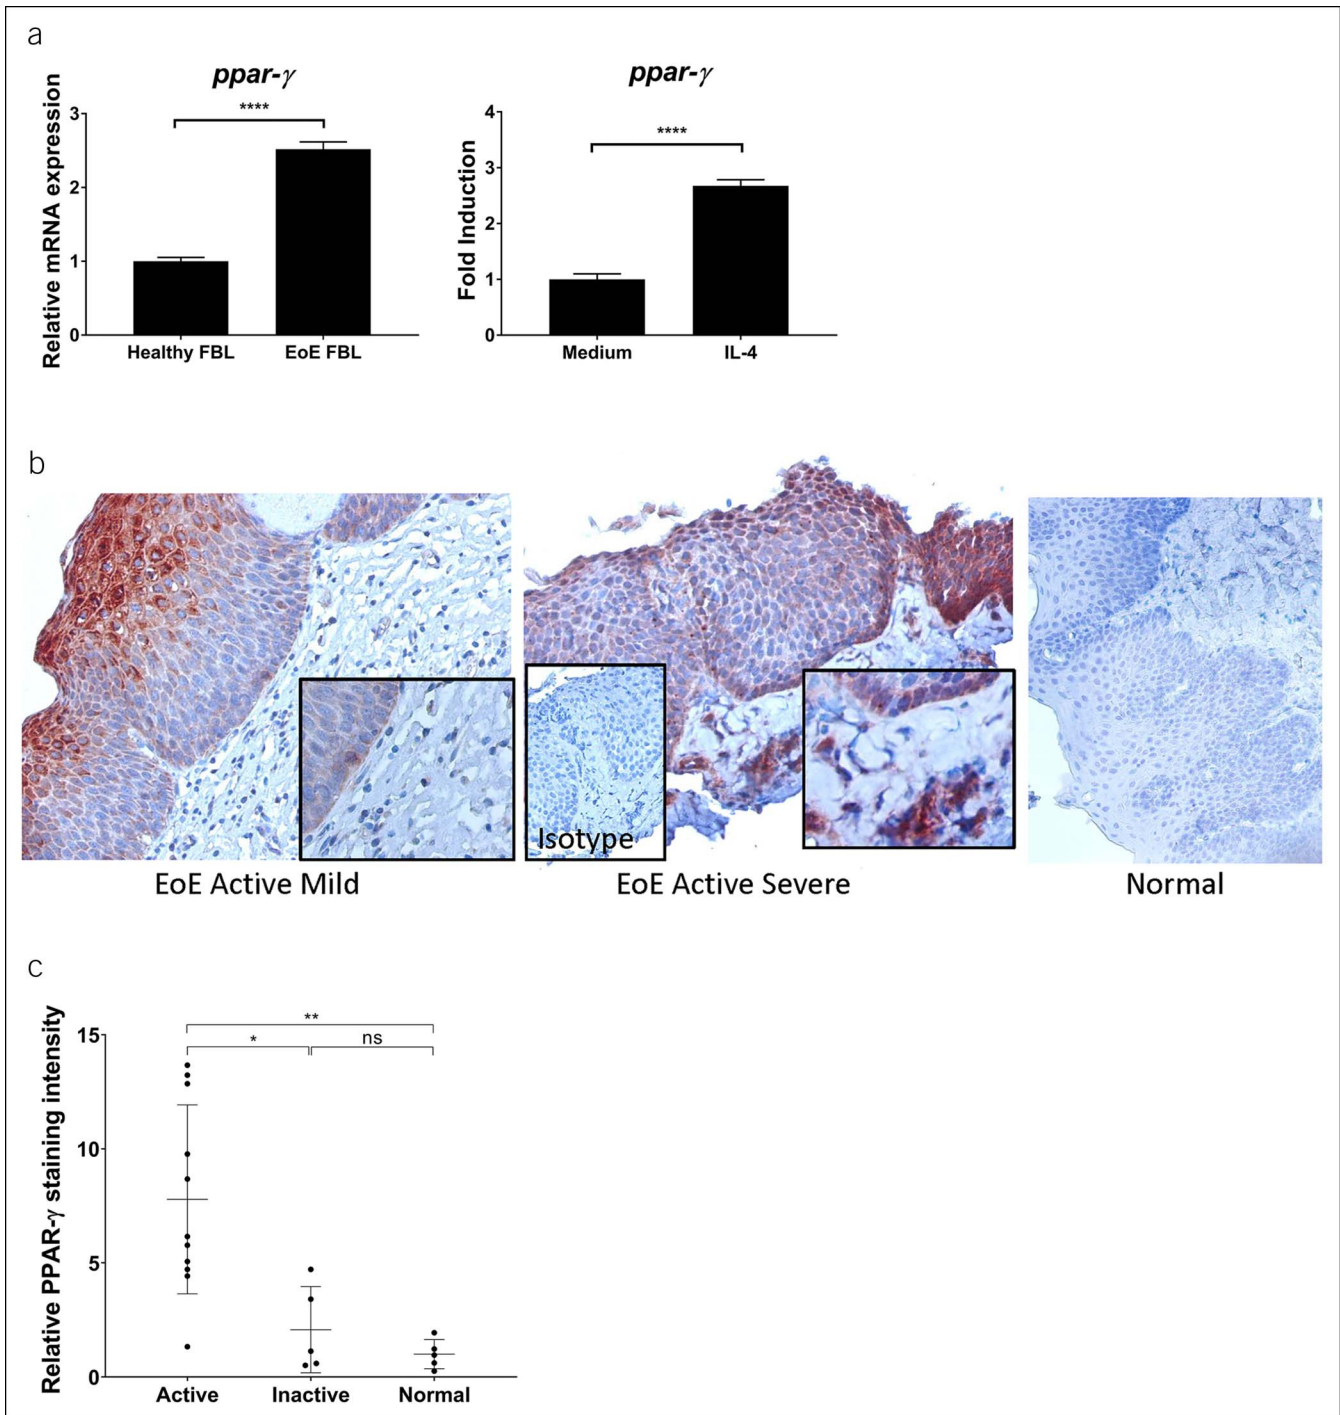 a
ppar-γ
Relative mRNA expression
3
2
1
0
****
Healthy FBL
EoE FBL
ppar-γ
Fold Induction
4
3
2
1
0
****
Medium
IL-4
b
Isotype
EoE Active Mild
EoE Active Severe
Normal
c
Relative PPAR-γ staining intensity
15
10
5
0
**
*
ns
Active
Inactive
Normal